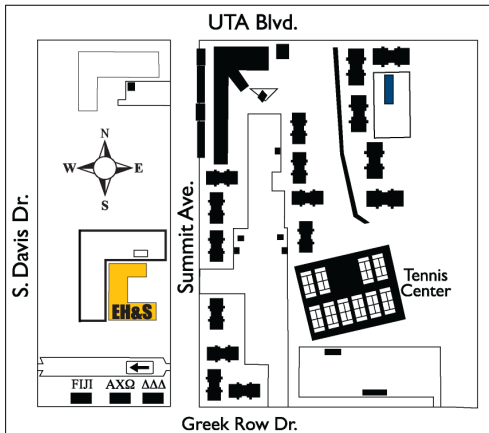 UTA Blvd.
N
W E
S
S. Davis Dr.
Summit Ave.
EH&S
Tennis
Center
FIJI ΑΧΩ ΔΔΔ
Greek Row Dr.